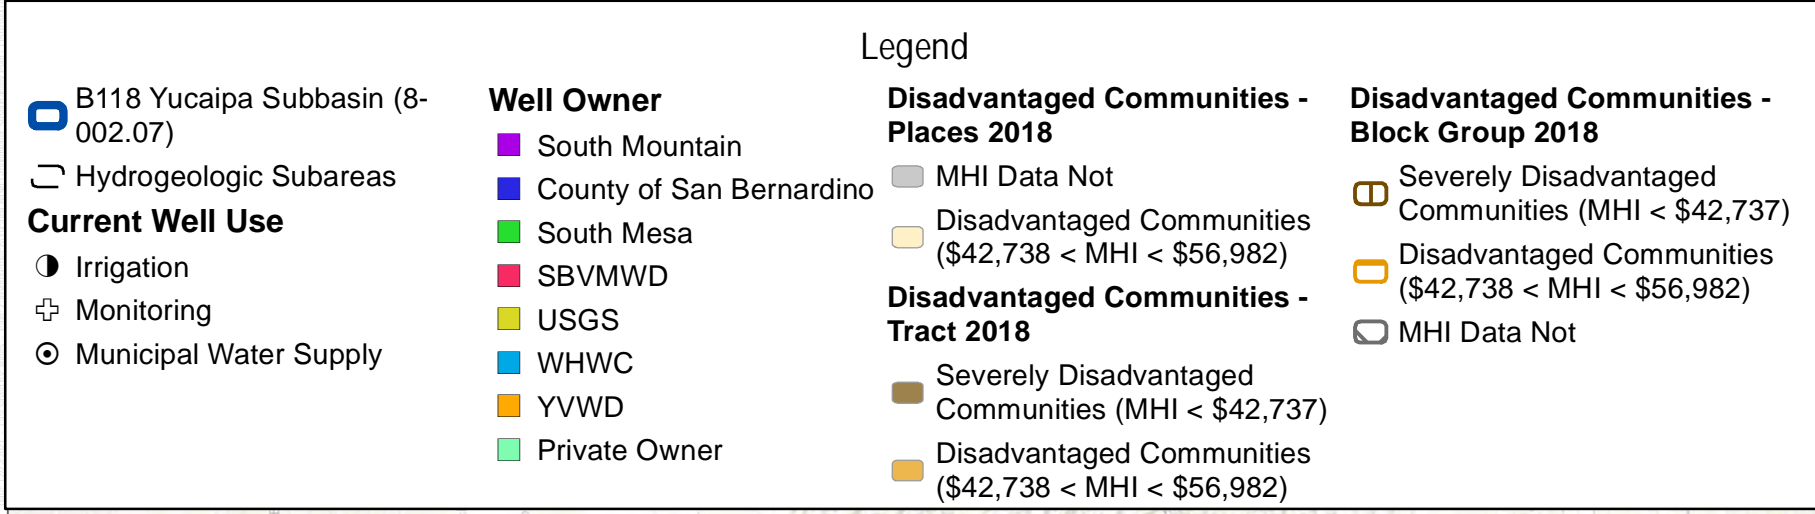 Legend
B118 Yucaipa Subbasin (8-
002.07)
Hydrogeologic Subareas
Current Well Use
Irrigation
Monitoring
Municipal Water Supply
Well Owner
South Mountain
County of San Bernardino
South Mesa
SBVMWD
USGS
WHWC
YVWD
Private Owner
Disadvantaged Communities -
Places 2018
MHI Data Not
Disadvantaged Communities
($42,738 < MHI < $56,982)
Disadvantaged Communities -
Tract 2018
Severely Disadvantaged
Communities (MHI < $42,737)
Disadvantaged Communities
($42,738 < MHI < $56,982)
Disadvantaged Communities -
Block Group 2018
Severely Disadvantaged
Communities (MHI < $42,737)
Disadvantaged Communities
($42,738 < MHI < $56,982)
MHI Data Not